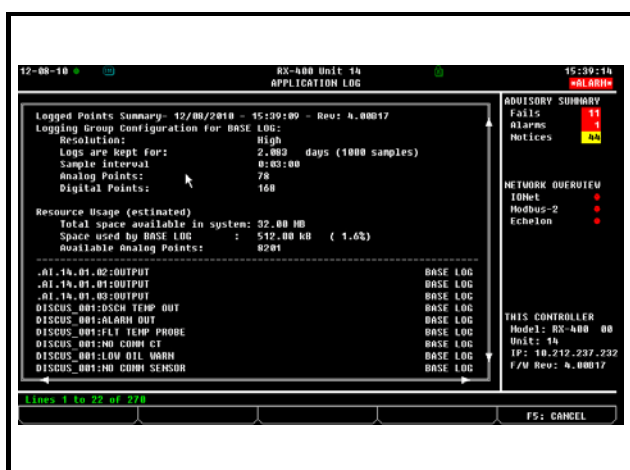 12-08-10 RX-400 Unit 14 15:39:14
APPLICATION LOG *ALARM*
Logged Points Summary- 12/08/2010 - 15:39:09 - Rev: 4.00B17
Logging Group Configuration for BASE LOG:
Resolution: High
Logs are kept for: 2.083 days (1000 samples)
Sample interval 0:03:00
Analog Points: 78
Digital Points: 168
Resource Usage (estimated)
Total space available in system: 32.00 MB
Space used by BASE LOG : 512.00 kB ( 1.6%)
Available Analog Points: 8201
.AI.14.01.02:OUTPUT BASE LOG
.AI.14.01.01:OUTPUT BASE LOG
.AI.14.01.03:OUTPUT BASE LOG
DISCUS_001:DSCH TEMP OUT BASE LOG
DISCUS_001:ALARM OUT BASE LOG
DISCUS_001:FLT TEMP PROBE BASE LOG
DISCUS_001:NO COMM CT BASE LOG
DISCUS_001:LOW OIL WARN BASE LOG
DISCUS_001:NO COMM SENSOR BASE LOG
Lines 1 to 22 of 270
ADVISORY SUMMARY
Fails 11
Alarms 1
Notices 44
NETWORK OVERVIEW
IONet
Modbus-2
Echelon
THIS CONTROLLER
Model: RX-400 00
Unit: 14
IP: 10.212.237.232
F/W Rev: 4.00B17
F5: CANCEL